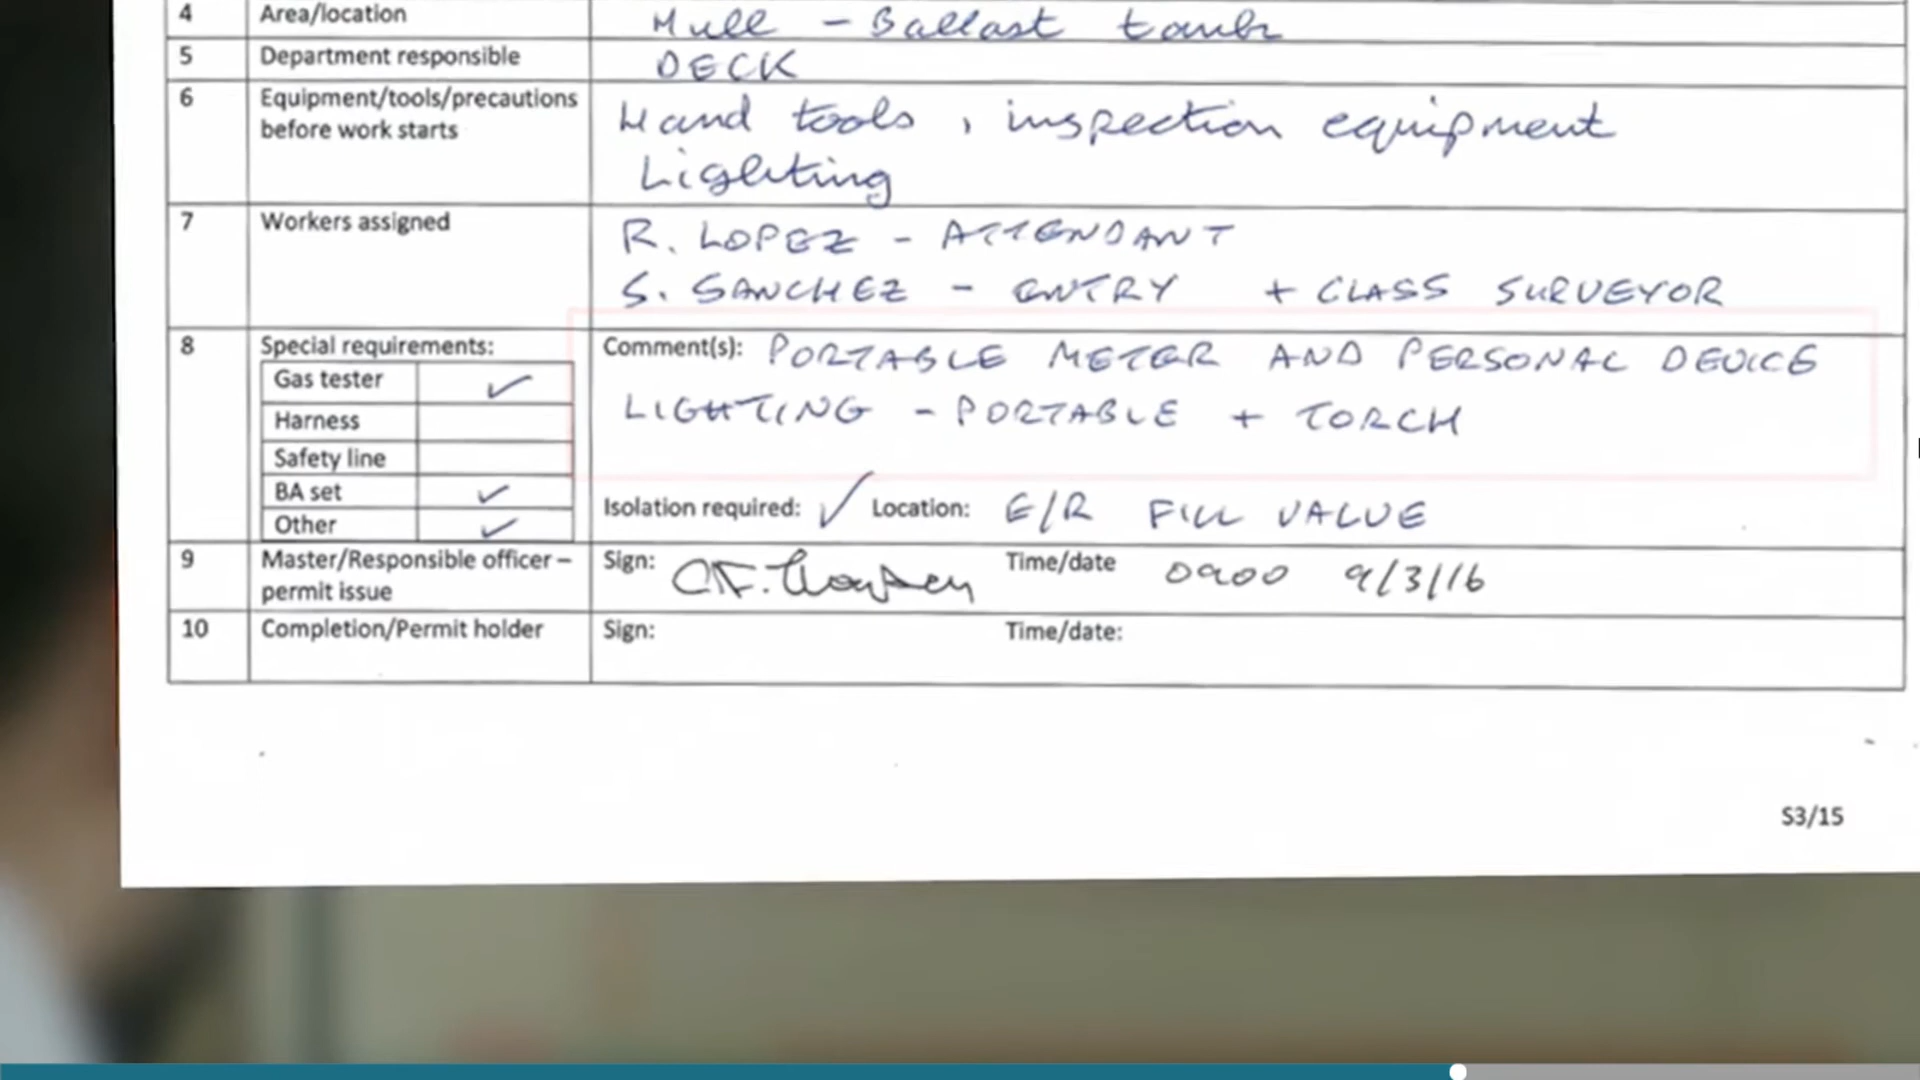 4 Area/location Hull - Ballast tanks
5 Department responsible DECK
6 Equipment/tools/precautions before work starts Hand tools, inspection equipment
Lighting
7 Workers assigned R. LOPEZ - ATTENDANT
S. SANCHEZ - ENTRY + CLASS SURVEYOR
8 Special requirements: Comment(s): PORTABLE METER AND PERSONAL DEVICE
Gas tester ✓
LIGHTING - PORTABLE + TORCH
Harness
Safety line
BA set ✓
Isolation required: ✓ Location: E/R FILL VALVE
Other ✓
9 Master/Responsible officer – permit issue Sign: Time/date 0900 9/3/16
10 Completion/Permit holder Sign: Time/date:
S3/15